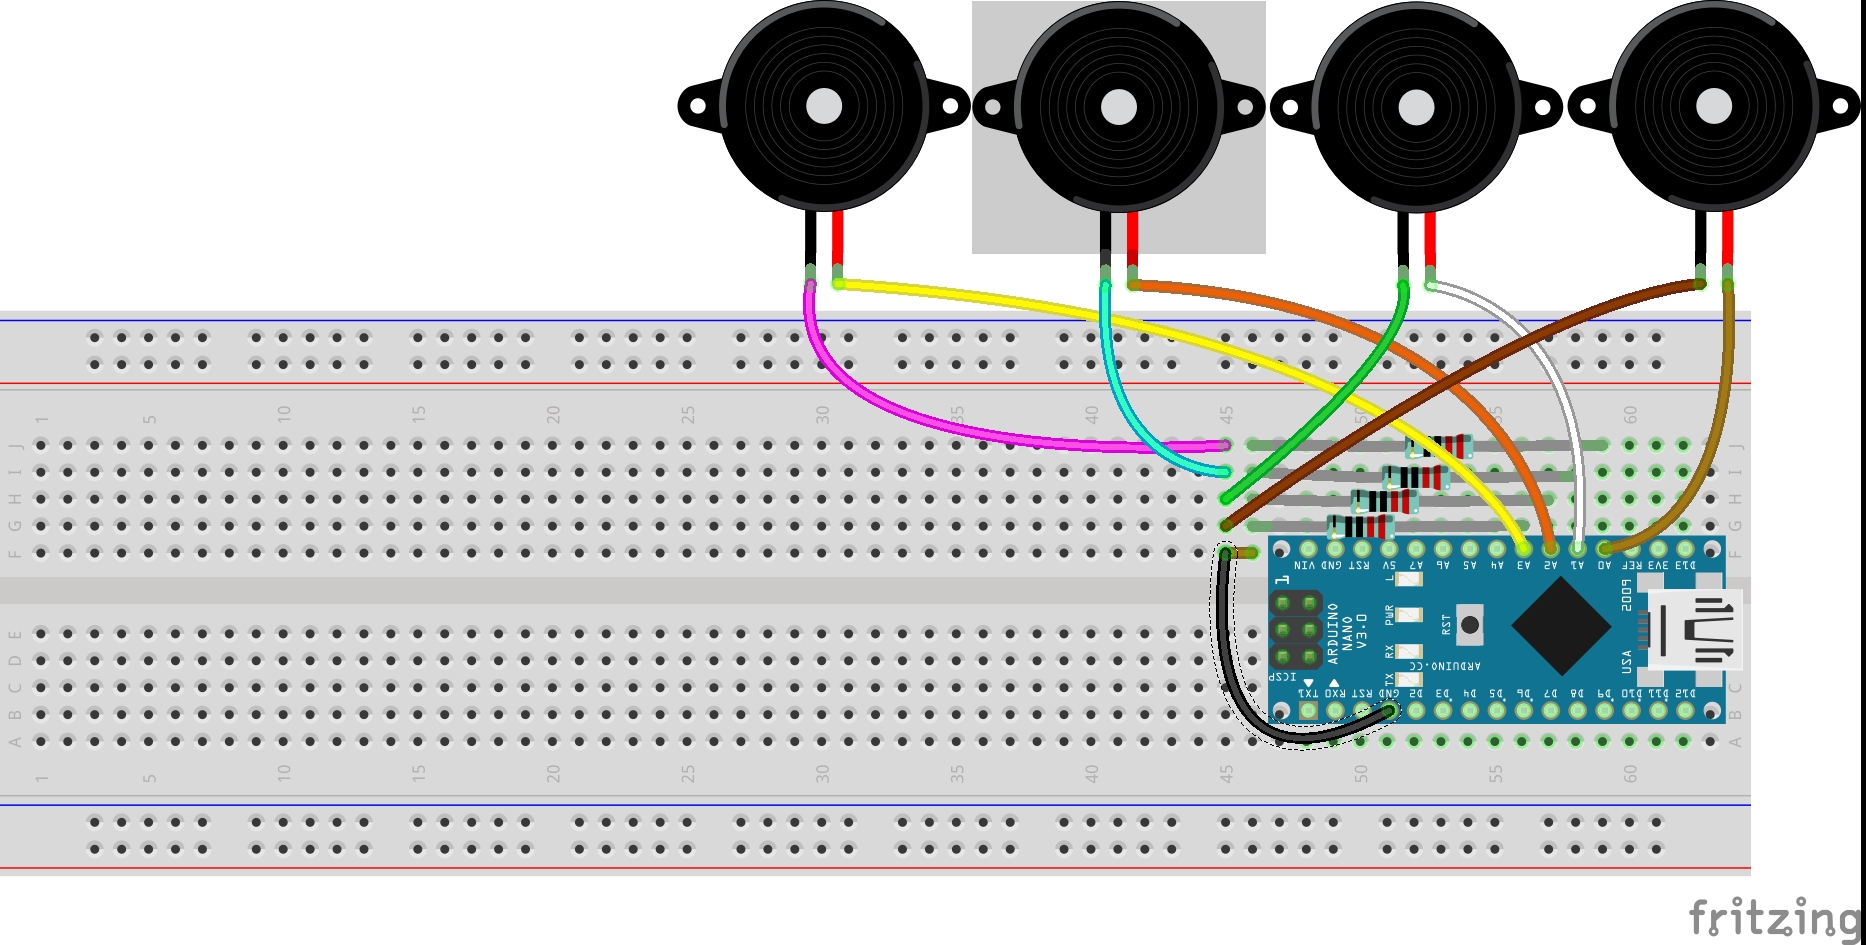 1 5 10 15 20 25 30 35 40 45 50 55 60
J J
I I
H H
G G
F F
VIN GND RST 5V A7 A6 A5 A4 A3 A2 A1 A0 REF 3V3 D13
1
L
PWR
RX
TX
RST
ARDUINO
NANO
V3.0
ARDUINO.CC
USA
ICSP
TX1 RX0 RST GND D2 D3 D4 D5 D6 D7 D8 D9 D10 D11 D12
E
D
C C
B B
A A
1 5 10 15 20 25 30 35 40 45 50 55 60
fritzing